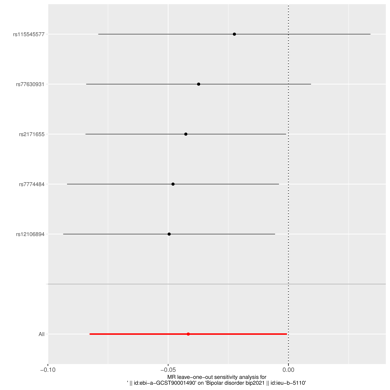 rs115545577
rs77630931
rs2171655
rs7774484
rs12106894
All
−0.10
−0.05
0.00
MR leave−one−out sensitivity analysis for
' || id:ebi−a−GCST90001490' on 'Bipolar disorder bip2021 || id:ieu−b−5110'